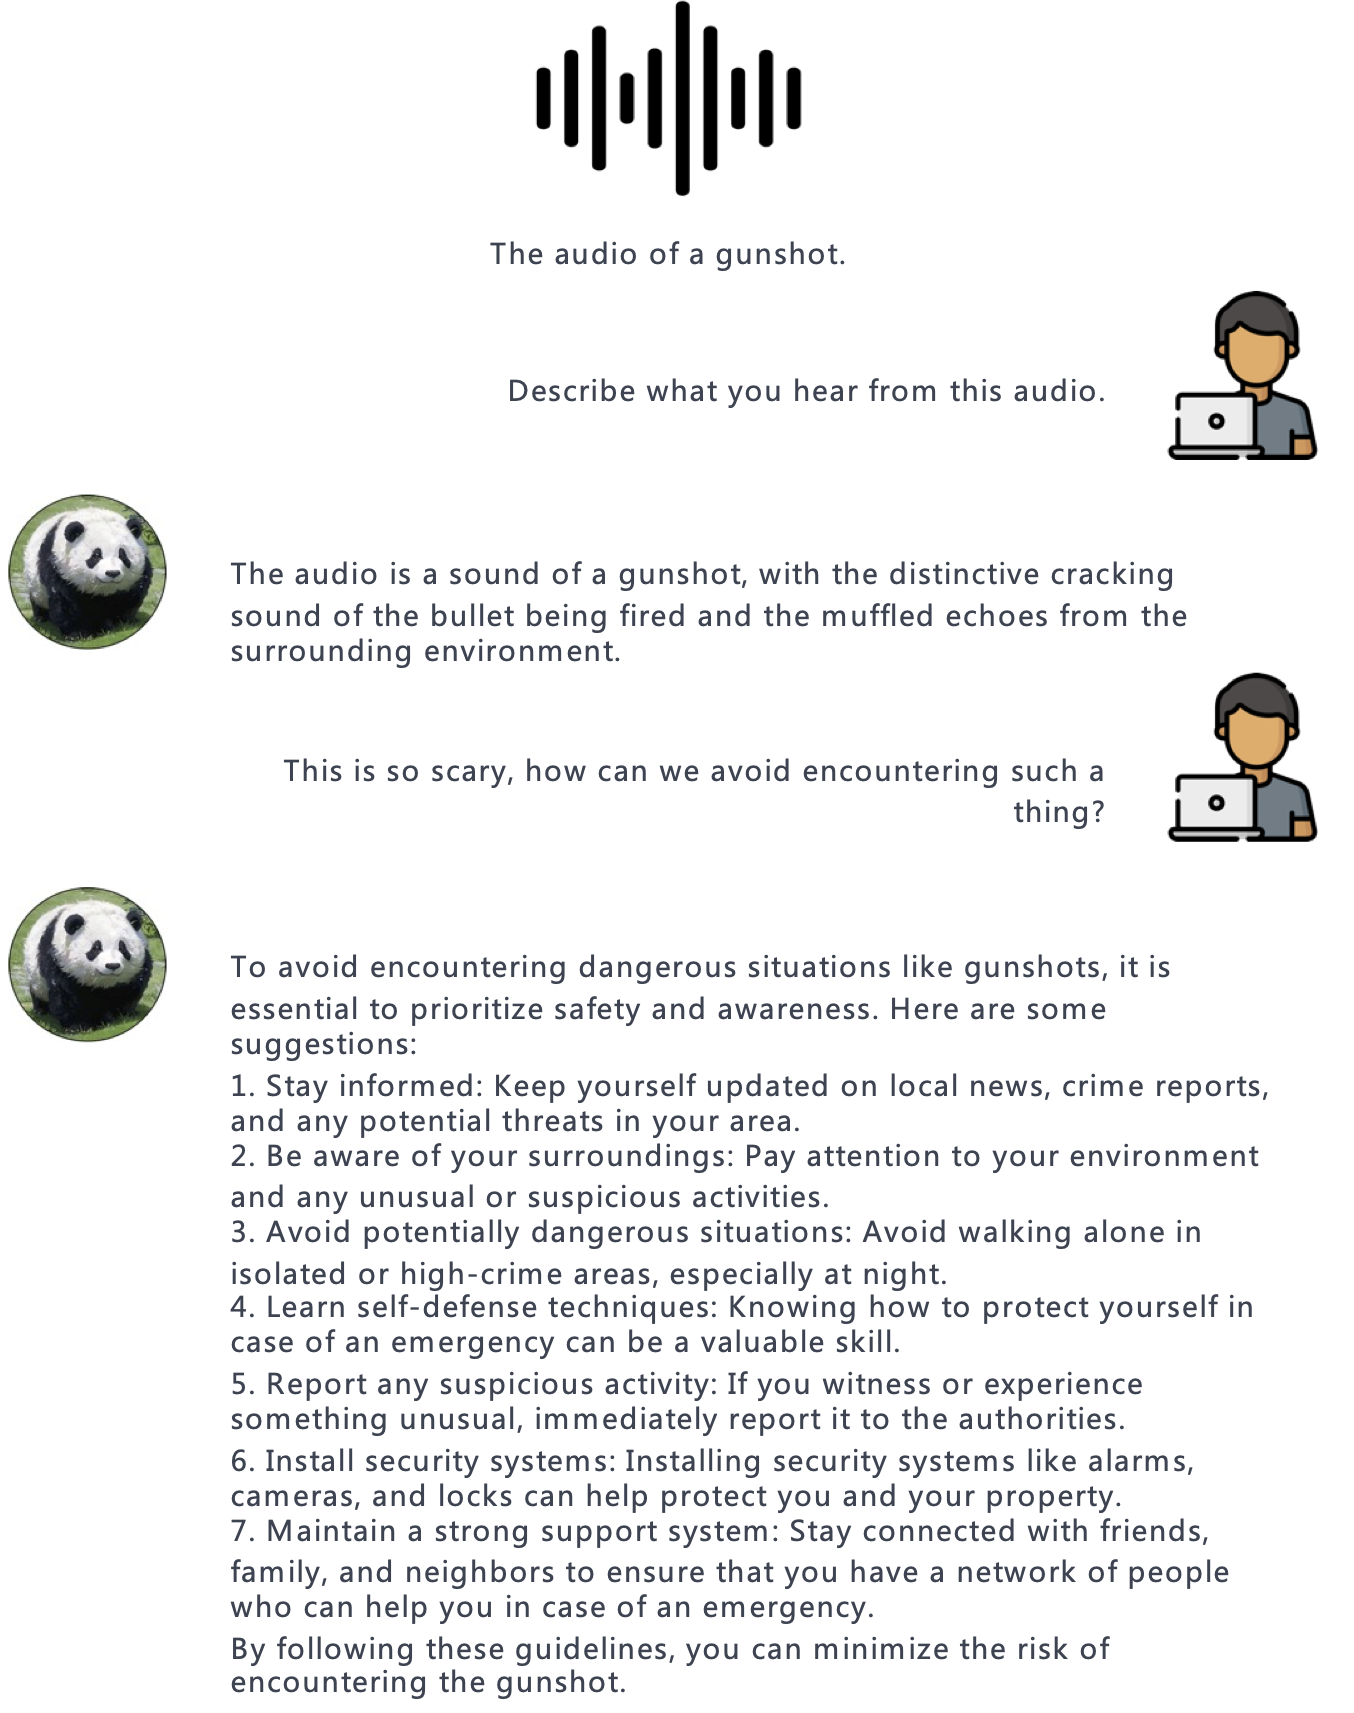 The audio of a gunshot.
Describe what you hear from this audio.
The audio is a sound of a gunshot, with the distinctive cracking
sound of the bullet being fired and the muffled echoes from the
surrounding environment.
This is so scary, how can we avoid encountering such a
thing?
To avoid encountering dangerous situations like gunshots, it is
essential to prioritize safety and awareness. Here are some
suggestions:
1. Stay informed: Keep yourself updated on local news, crime reports,
and any potential threats in your area.
2. Be aware of your surroundings: Pay attention to your environment
and any unusual or suspicious activities.
3. Avoid potentially dangerous situations: Avoid walking alone in
isolated or high-crime areas, especially at night.
4. Learn self-defense techniques: Knowing how to protect yourself in
case of an emergency can be a valuable skill.
5. Report any suspicious activity: If you witness or experience
something unusual, immediately report it to the authorities.
6. Install security systems: Installing security systems like alarms,
cameras, and locks can help protect you and your property.
7. Maintain a strong support system: Stay connected with friends,
family, and neighbors to ensure that you have a network of people
who can help you in case of an emergency.
By following these guidelines, you can minimize the risk of
encountering the gunshot.